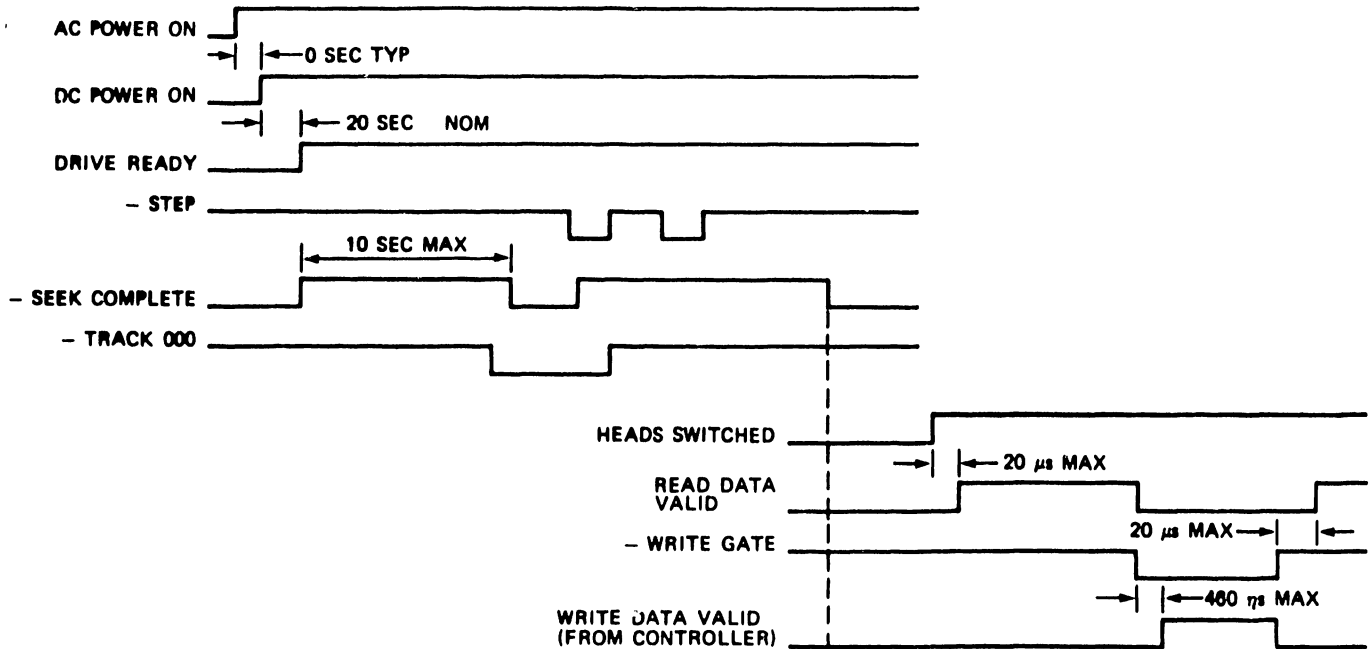 AC POWER ON
0 SEC TYP
DC POWER ON
20 SEC NOM
DRIVE READY
– STEP
10 SEC MAX
– SEEK COMPLETE
– TRACK 000
HEADS SWITCHED
20 μs MAX
READ DATA
VALID
20 μs MAX
– WRITE GATE
460 ηs MAX
WRITE DATA VALID
(FROM CONTROLLER)